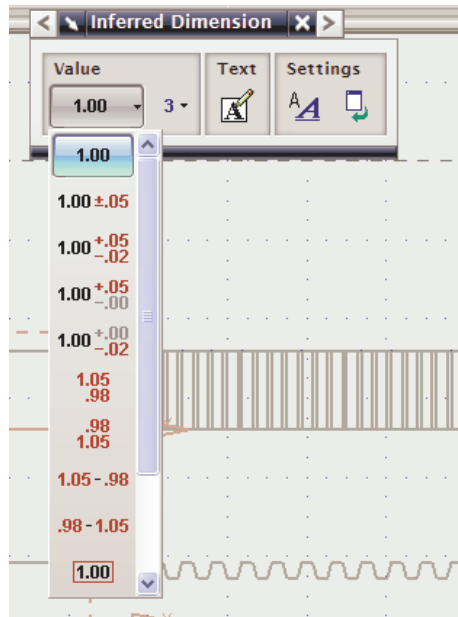 Inferred Dimension
Value
Text
Settings
1.00
3
A
A A
1.00
1.00 ±.05
1.00 +.05 −.02
1.00 +.05 −.00
1.00 +.00 −.02
1.05
.98
.98
1.05
1.05 - .98
.98 - 1.05
1.00